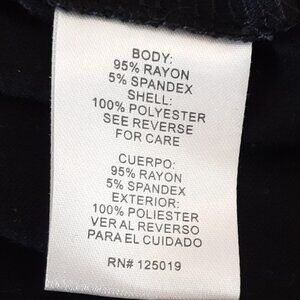 BODY:
95% RAYON
5% SPANDEX
SHELL:
100% POLYESTER
SEE REVERSE
FOR CARE
CUERPO:
95% RAYON
5% SPANDEX
EXTERIOR:
100% POLIESTER
VER AL REVERSO
PARA EL CUIDADO
RN# 125019